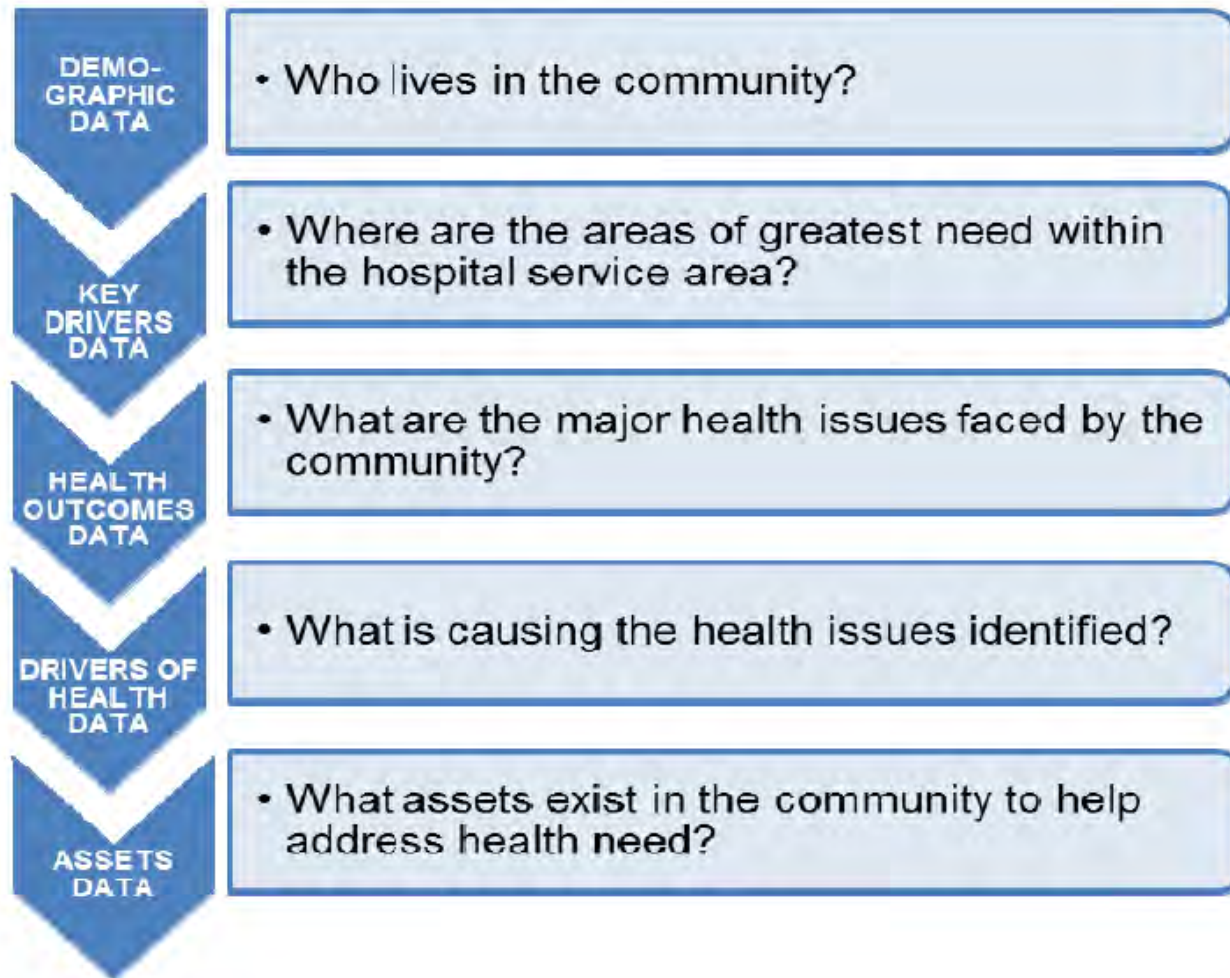 DEMO-
GRAPHIC
DATA
• Who lives in the community?
KEY
DRIVERS
DATA
• Where are the areas of greatest need within
the hospital service area?
HEALTH
OUTCOMES
DATA
• What are the major health issues faced by the
community?
DRIVERS OF
HEALTH
DATA
• What is causing the health issues identified?
ASSETS
DATA
• What assets exist in the community to help
address health need?